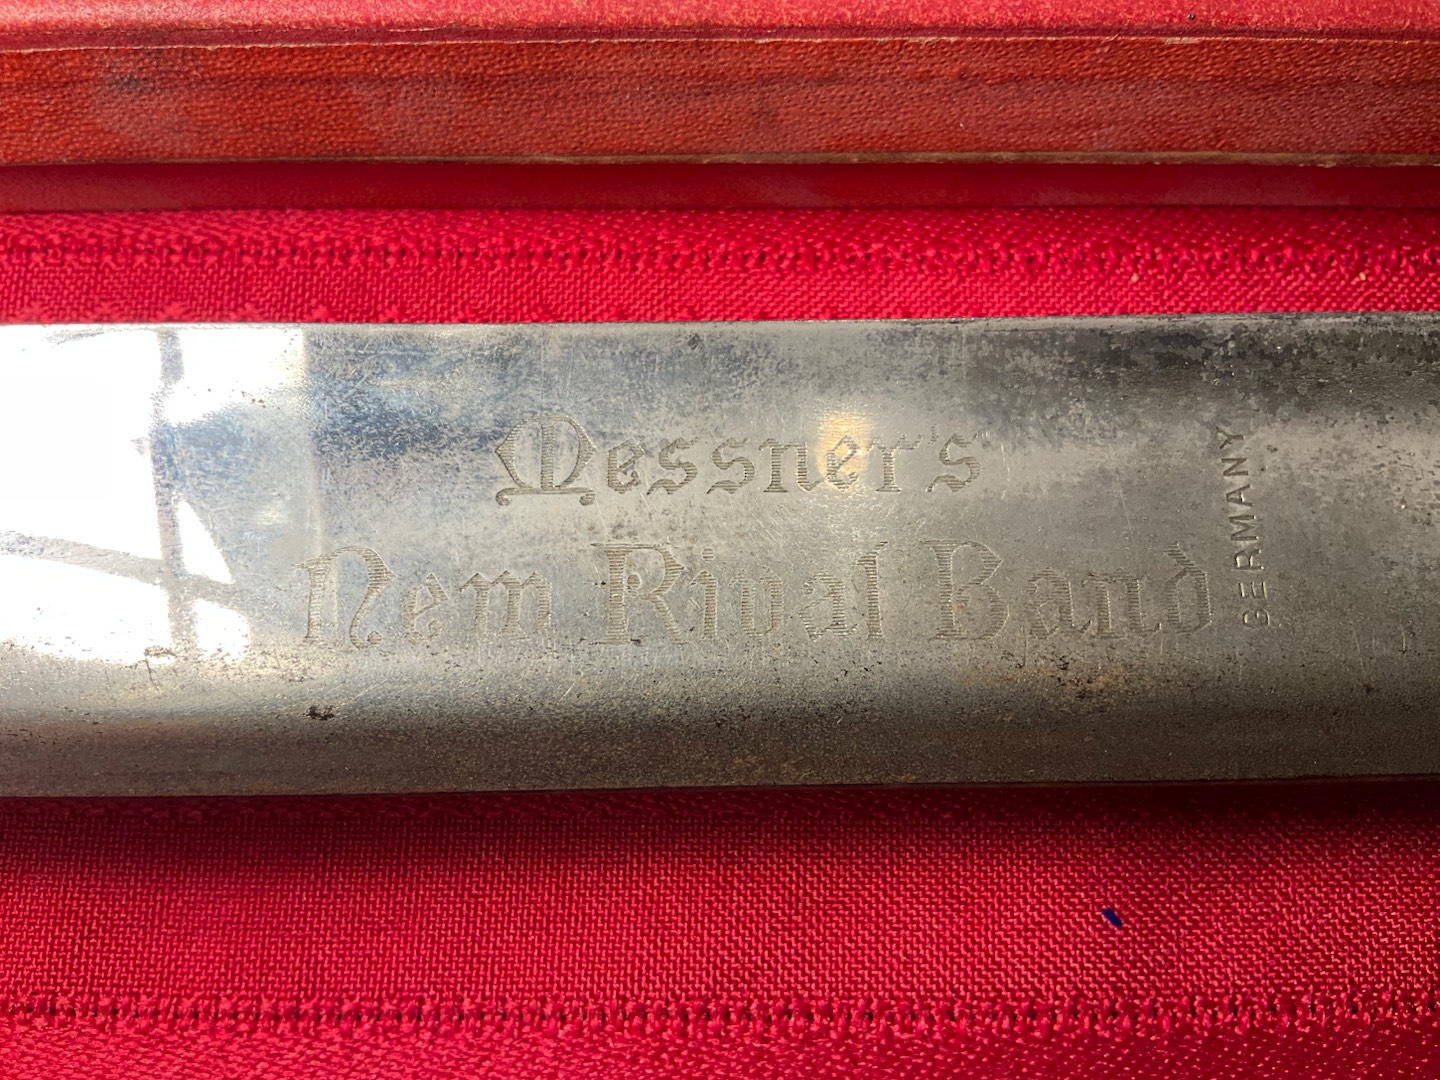 Messner's
New Rival Band
GERMANY